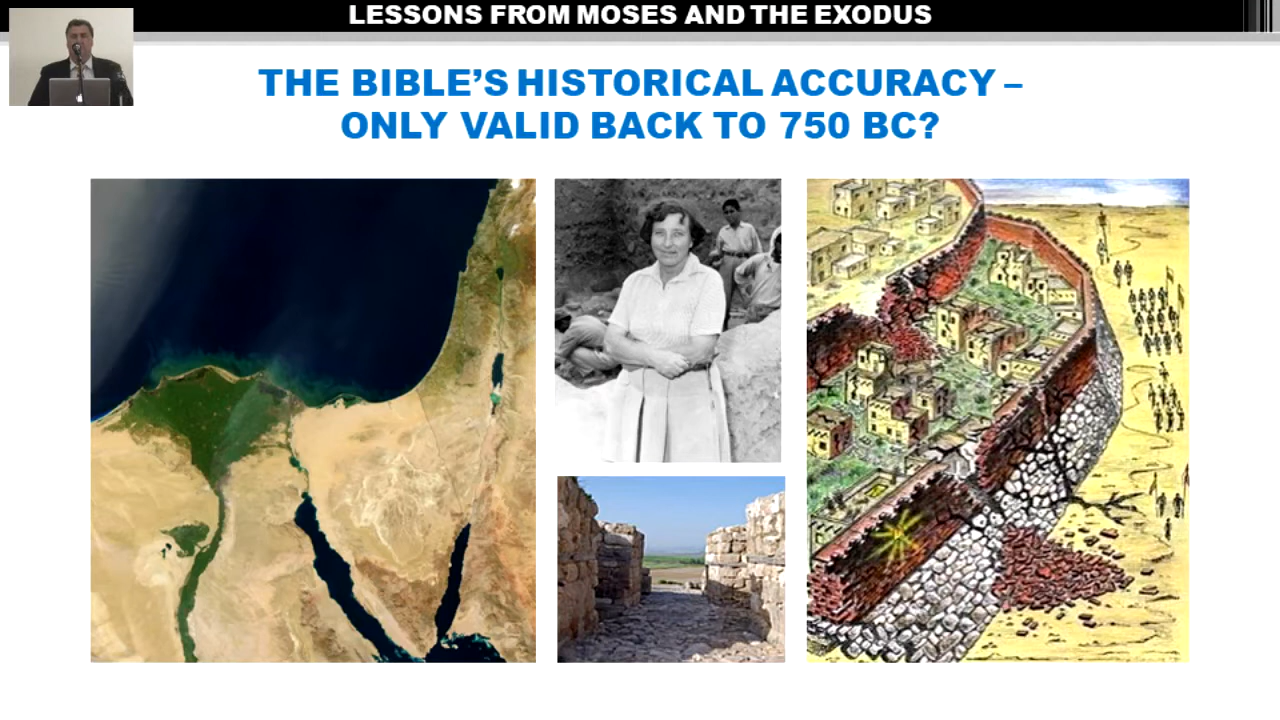 LESSONS FROM MOSES AND THE EXODUS
THE BIBLE’S HISTORICAL ACCURACY –
ONLY VALID BACK TO 750 BC?